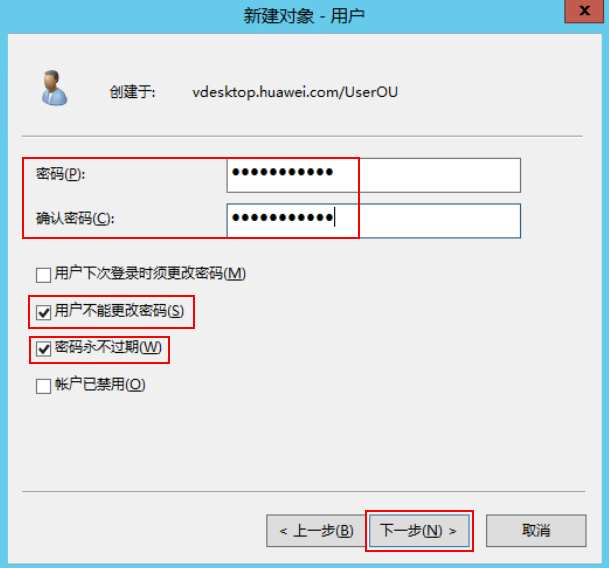 新建对象 - 用户
x
创建于: vdesktop.huawei.com/UserOU
密码(P): ●●●●●●●●●●●
确认密码(C): ●●●●●●●●●●●
用户下次登录时须更改密码(M)
用户不能更改密码(S)
密码永不过期(W)
帐户已禁用(O)
< 上一步(B) 下一步(N) > 取消